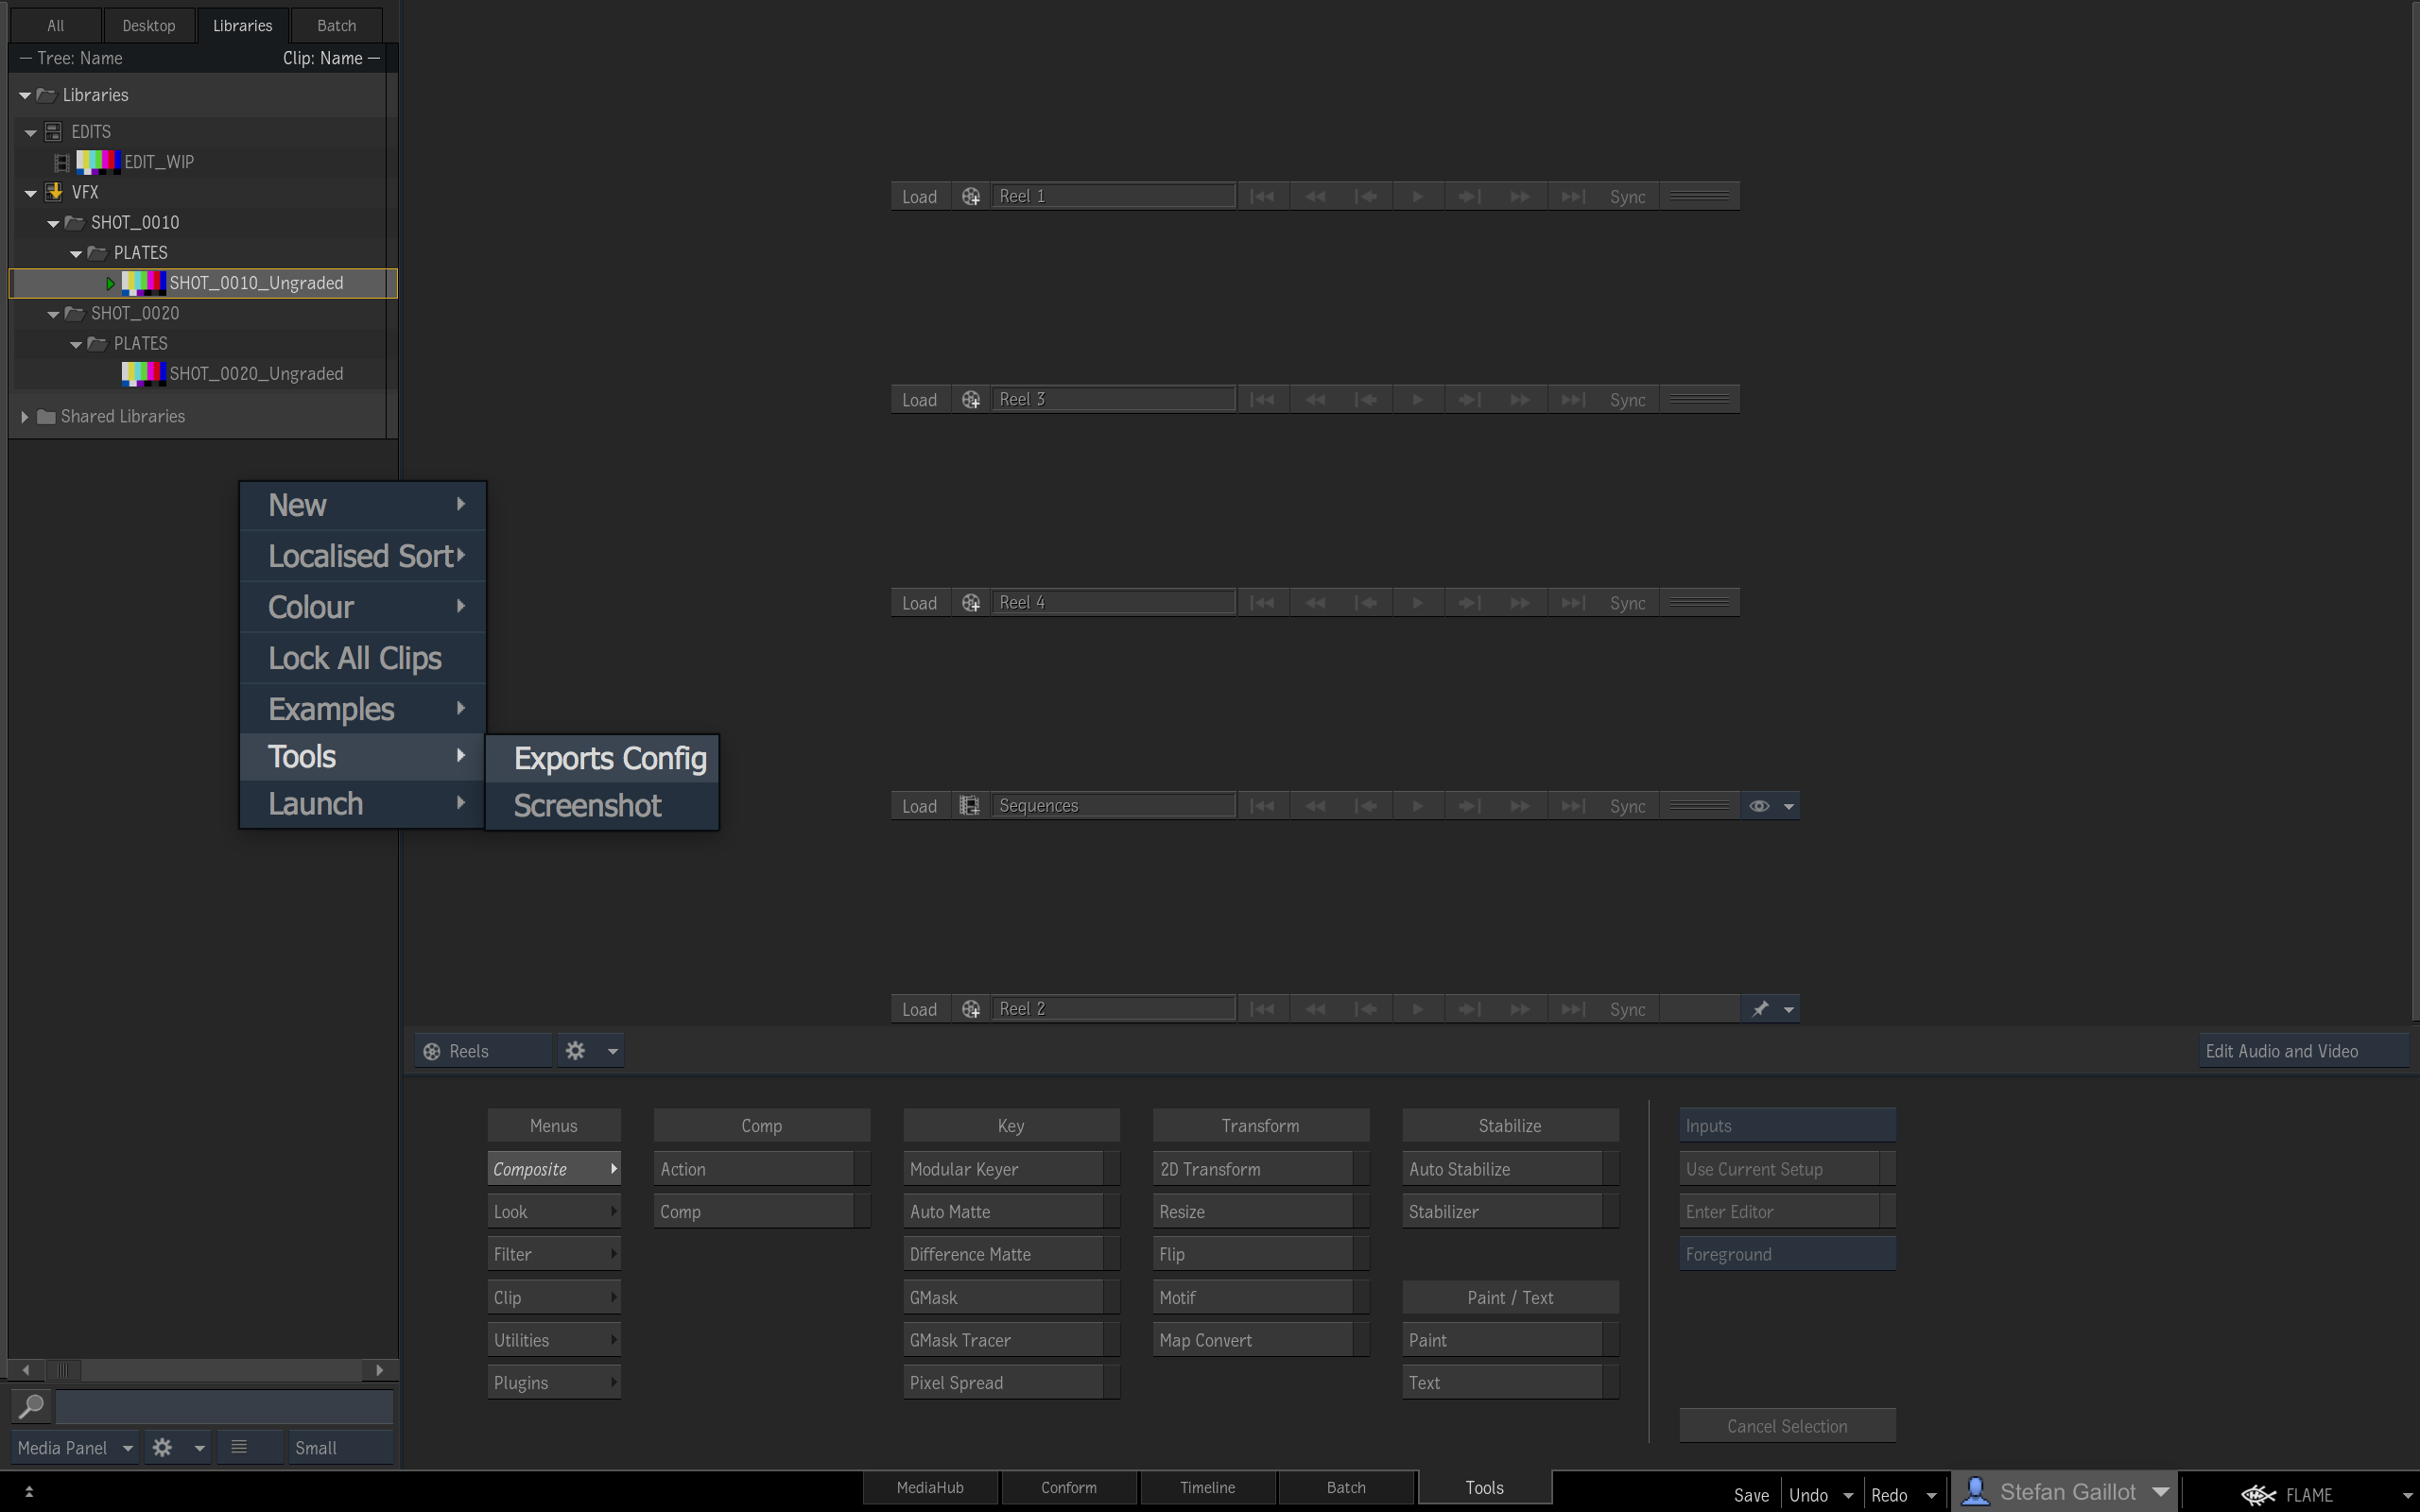 All Desktop Libraries Batch
Tree: Name Clip: Name
Libraries
EDITS
EDIT_WIP
VFX
SHOT_0010
PLATES
SHOT_0010_Ungraded
SHOT_0020
PLATES
SHOT_0020_Ungraded
Shared Libraries
New
Localised Sort
Colour
Lock All Clips
Examples
Tools
Launch
Exports Config
Screenshot
Load Reel 1 Sync
Load Reel 3 Sync
Load Reel 4 Sync
Load Sequences Sync
Load Reel 2 Sync
Reels Edit Audio and Video
Menus Comp Key Transform Stabilize Inputs
Composite Action Modular Keyer 2D Transform Auto Stabilize Use Current Setup
Look Comp Auto Matte Resize Stabilizer Enter Editor
Filter Difference Matte Flip Foreground
Clip GMask Motif Paint / Text
Utilities GMask Tracer Map Convert Paint
Plugins Pixel Spread Text
Cancel Selection
Media Panel Small
MediaHub Conform Timeline Batch Tools Save Undo Redo Stefan Gaillot FLAME